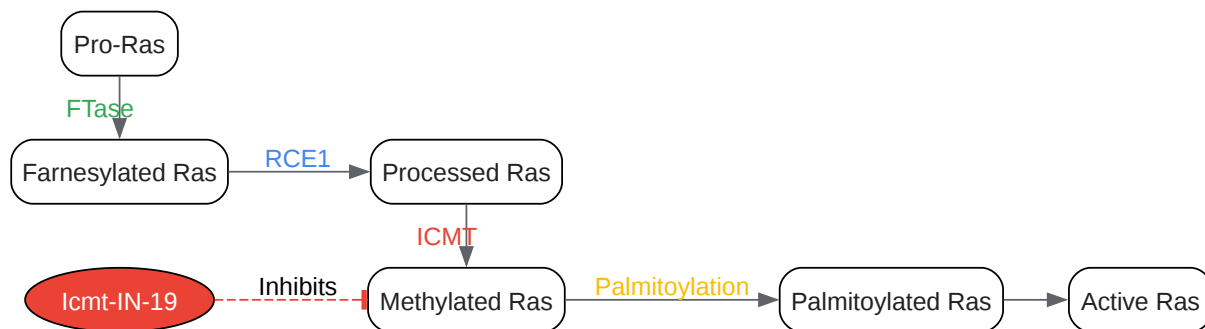 Pro-Ras
FTase
Farnesylated Ras
RCE1
Processed Ras
ICMT
Icmt-IN-19
Inhibits
Methylated Ras
Palmitoylation
Palmitoylated Ras
Active Ras